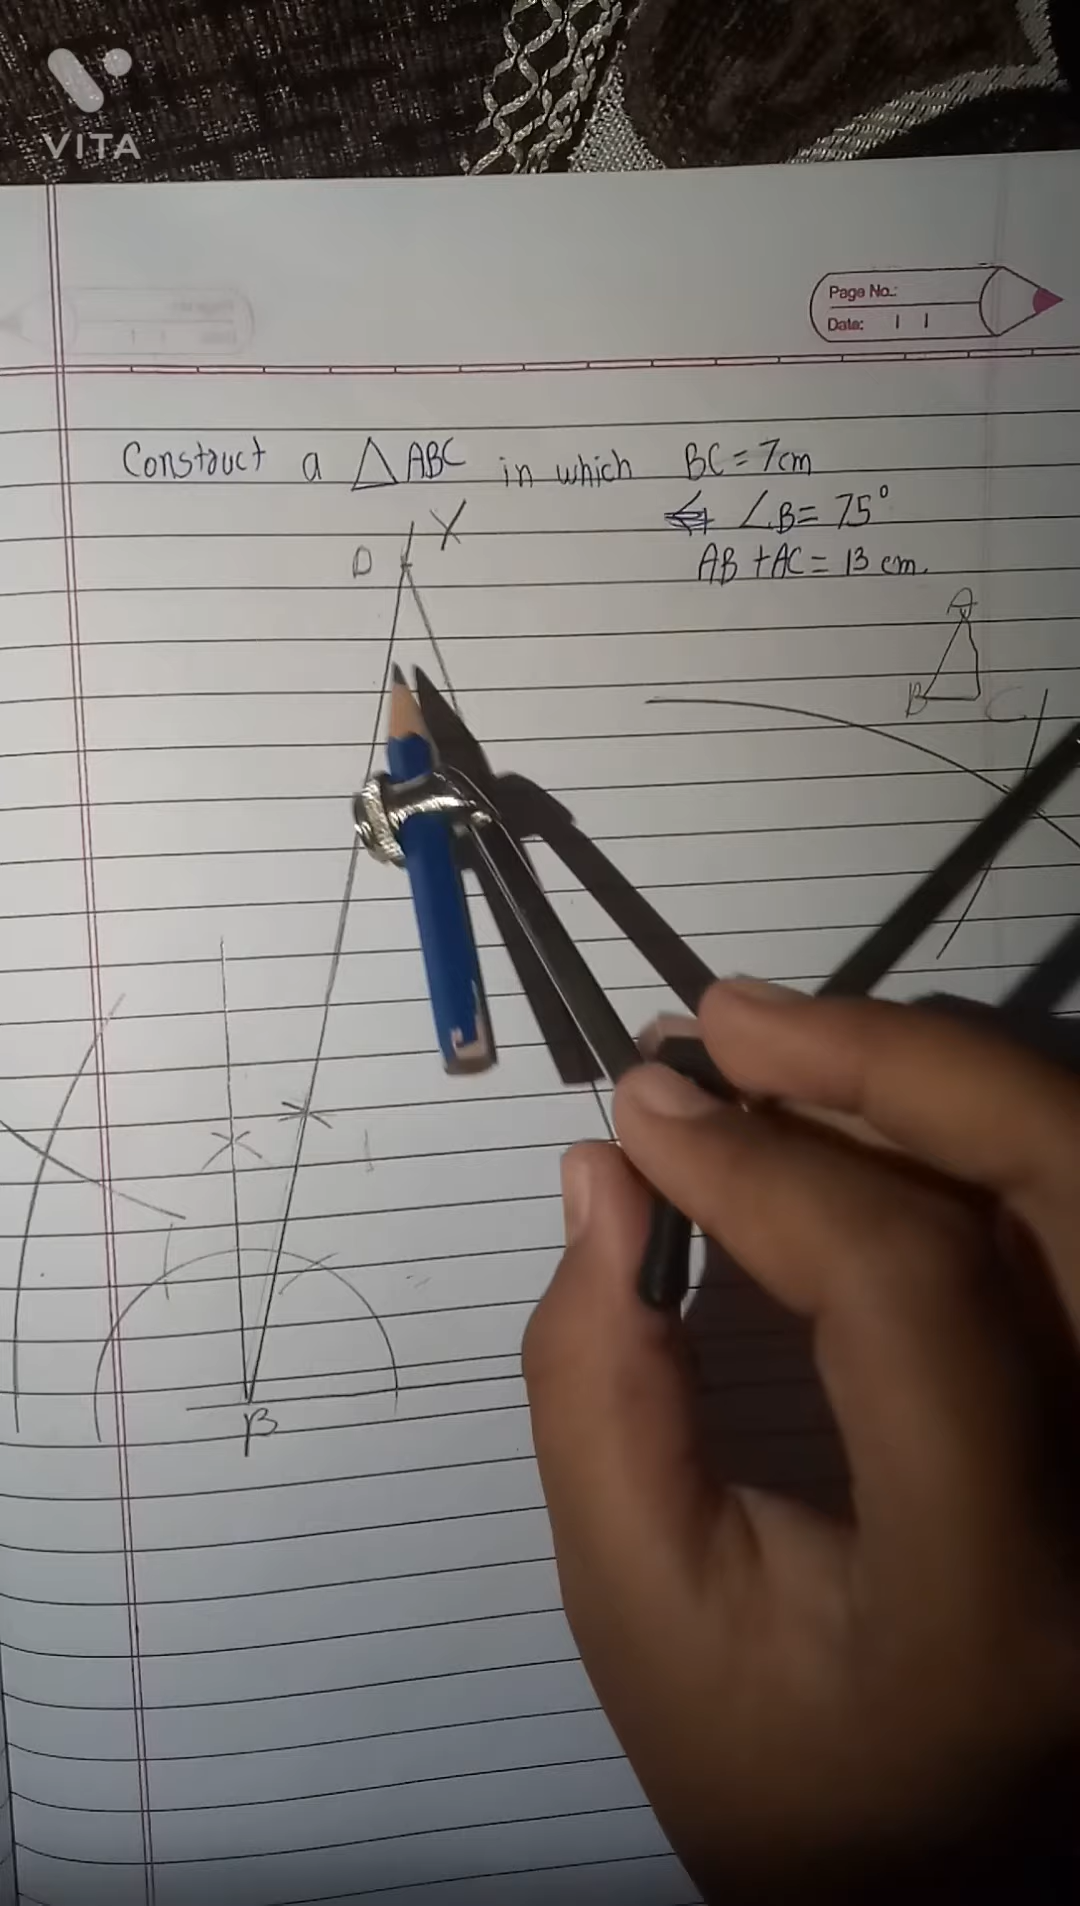 VITA
Page No.:
Date:
Construct a △ABC in which BC = 7cm
∠B = 75°
AB + AC = 13 cm.
D X
A
B C
B